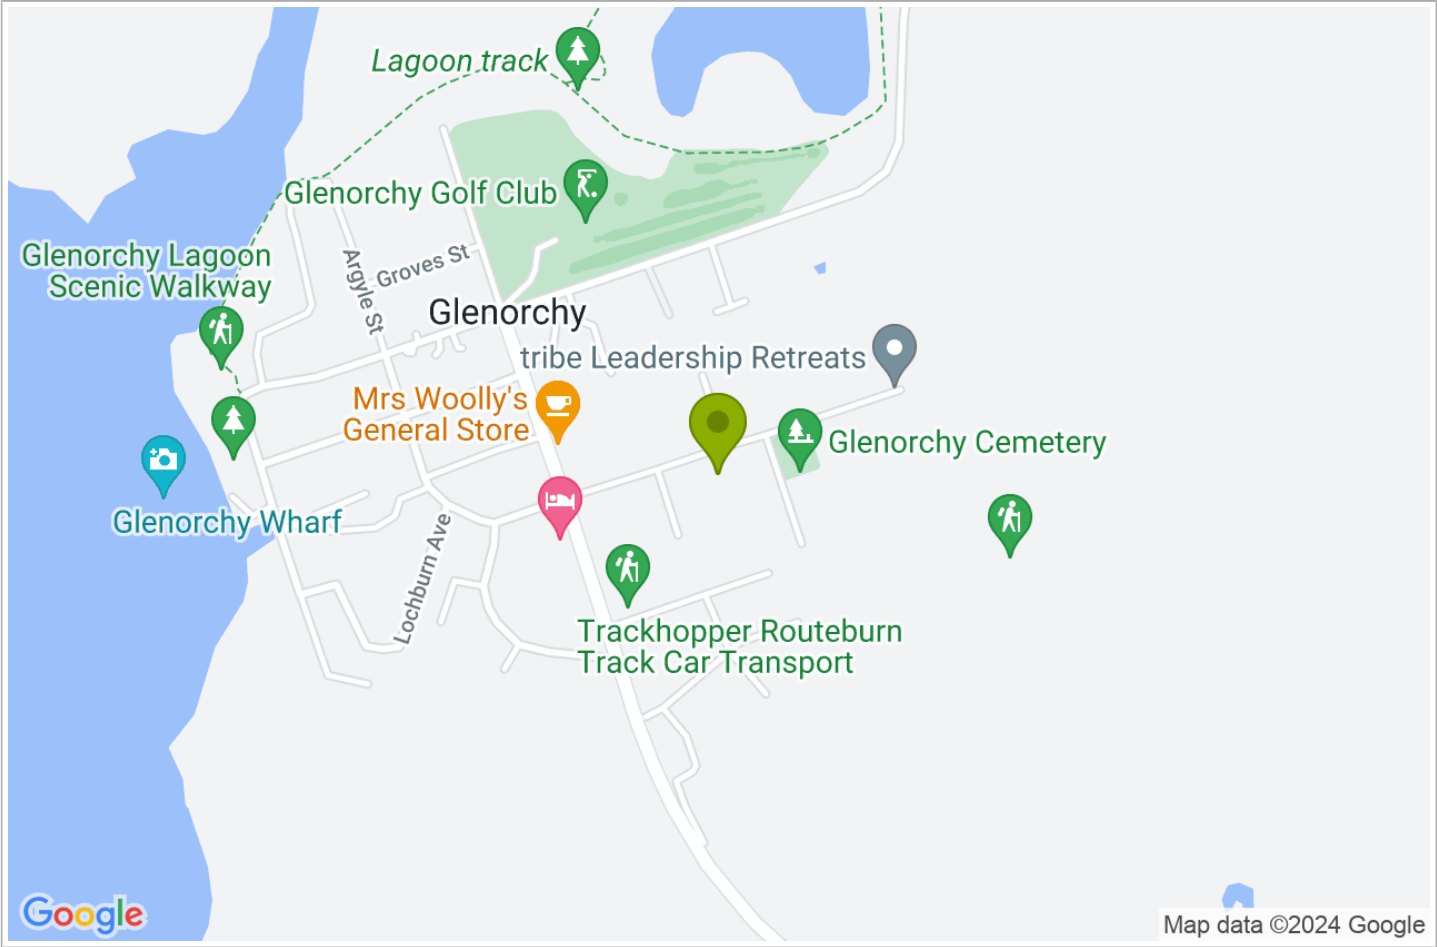 Lagoon track
Glenorchy Golf Club
Glenorchy Lagoon
Scenic Walkway
Argyle St
Groves St
Glenorchy
tribe Leadership Retreats
Mrs Woolly's
General Store
Glenorchy Cemetery
Glenorchy Wharf
Lochburn Ave
Trackhopper Routeburn
Track Car Transport
Google
Map data ©2024 Google